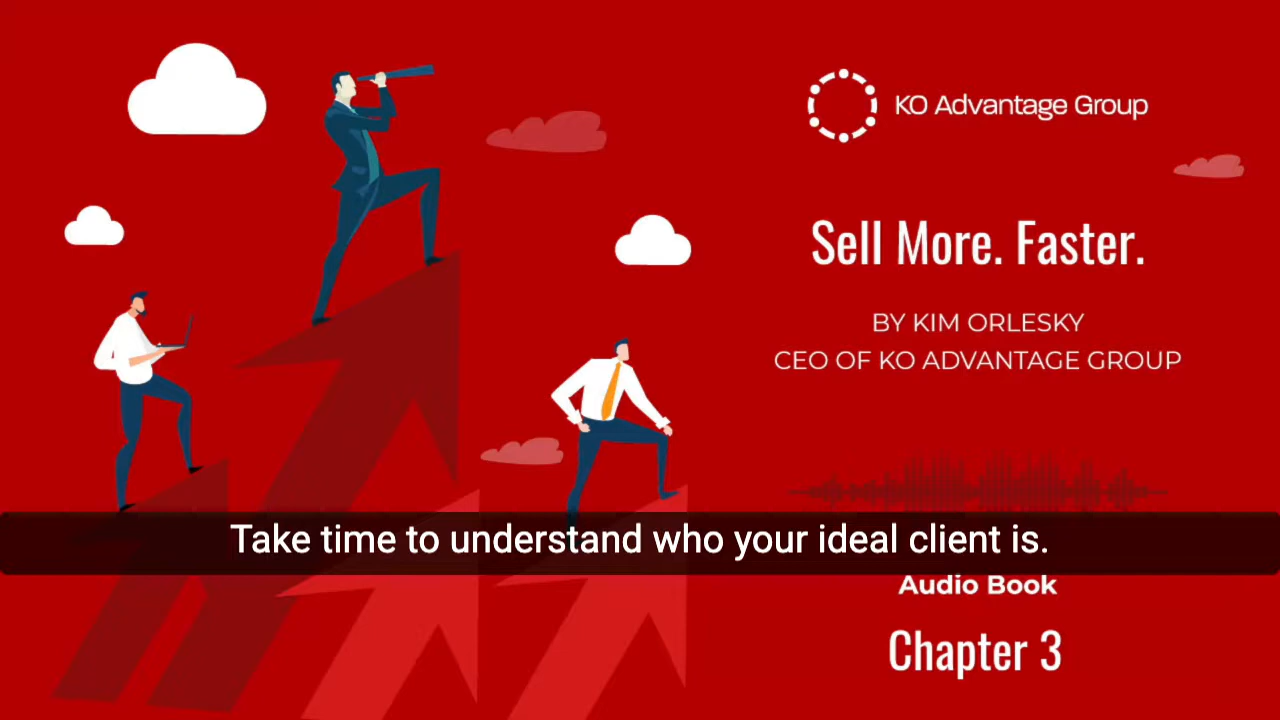 KO Advantage Group
Sell More. Faster.
BY KIM ORLESKY
CEO OF KO ADVANTAGE GROUP
Take time to understand who your ideal client is.
Audio Book
Chapter 3